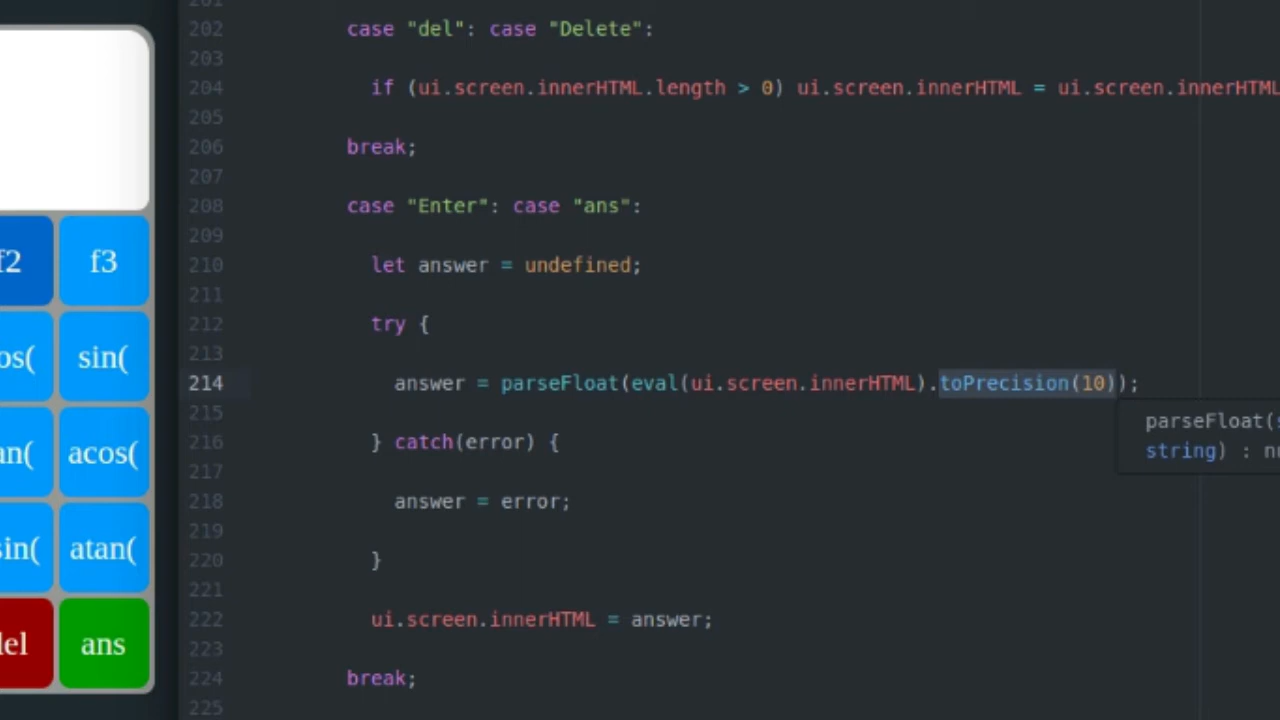 201
202 case "del": case "Delete":
203
204 if (ui.screen.innerHTML.length > 0) ui.screen.innerHTML = ui.screen.innerHTML
205
206 break;
207
208 case "Enter": case "ans":
209
210 let answer = undefined;
211
212 try {
213
214 answer = parseFloat(eval(ui.screen.innerHTML).toPrecision(10));
215
216 } catch(error) {
217
218 answer = error;
219
220 }
221
222 ui.screen.innerHTML = answer;
223
224 break;
225
parseFloat(
string) : nu
f2 f3
os( sin(
an( acos(
sin( atan(
del ans